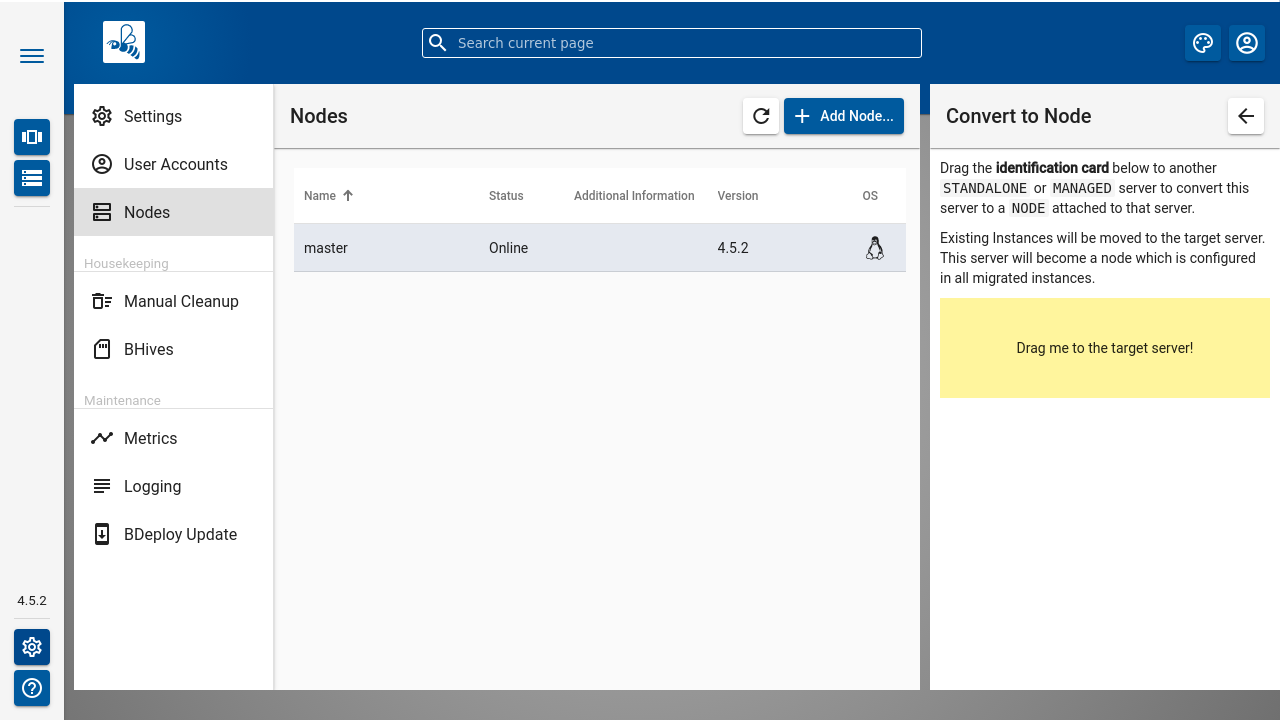 Search current page
Settings
User Accounts
Nodes
Housekeeping
Manual Cleanup
BHives
Maintenance
Metrics
Logging
BDeploy Update
4.5.2
Nodes
Add Node...
Name Status Additional Information Version OS
master Online 4.5.2
Convert to Node
Drag the identification card below to another
STANDALONE or MANAGED server to convert this
server to a NODE attached to that server.
Existing Instances will be moved to the target server.
This server will become a node which is configured
in all migrated instances.
Drag me to the target server!